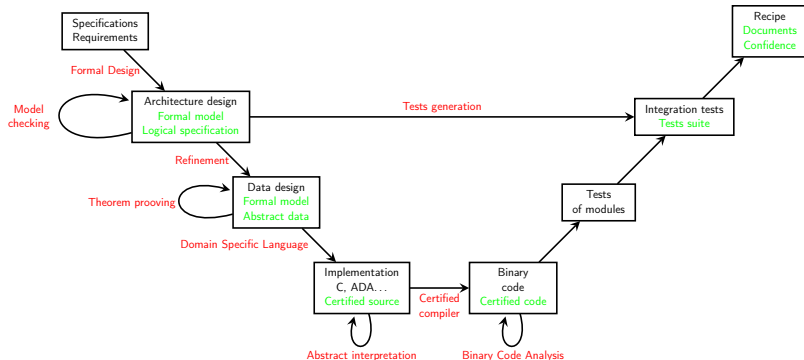 Specifications
Requirements
Recipe
Documents
Confidence
Formal Design
Model
checking
Architecture design
Formal model
Logical specification
Tests generation
Integration tests
Tests suite
Refinement
Theorem prooving
Data design
Formal model
Abstract data
Tests
of modules
Domain Specific Language
Implementation
C, ADA...
Certified source
Certified
compiler
Binary
code
Certified code
Abstract interpretation
Binary Code Analysis